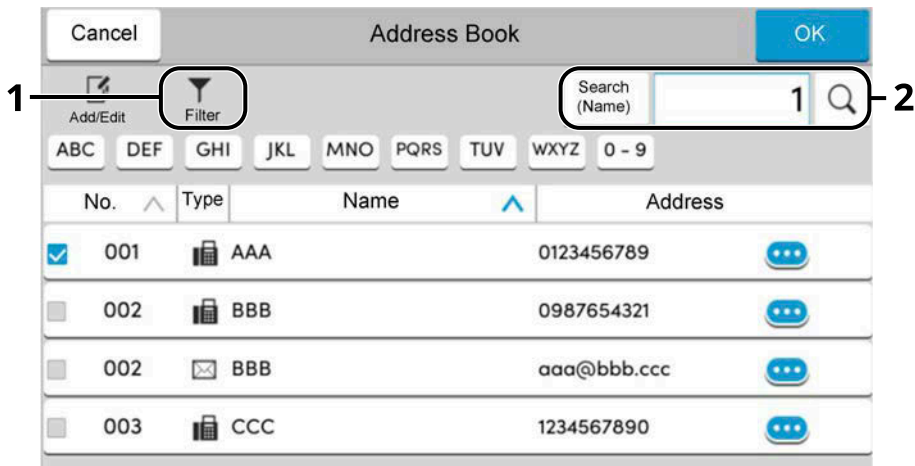 Cancel Address Book OK
1 Add/Edit Filter Search (Name) 1 2
ABC DEF GHI JKL MNO PQRS TUV WXYZ 0 - 9
No. Type Name Address
001 AAA 0123456789
002 BBB 0987654321
002 BBB aaa@bbb.ccc
003 CCC 1234567890